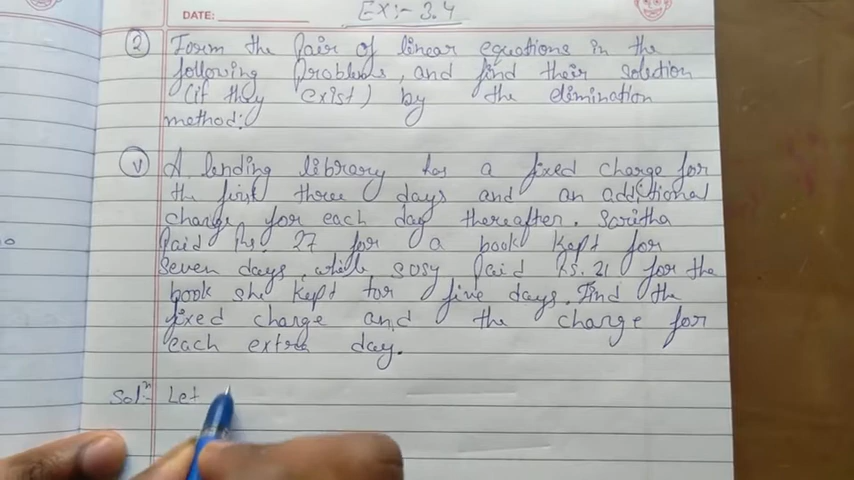 DATE: EX:- 3.4
② Form the Pair of linear equations in the
following Problems, and find their solution
(if they exist) by the elimination
method:
Ⓥ A lending library has a fixed charge for
the first three days and an additional
charge for each day thereafter. Saritha
Paid Rs. 27 for a book kept for
seven days, while sosy Paid Rs. 21 for the
book she kept for five days. Find the
fixed charge and the charge for
each extra day.
Solⁿ:- Let